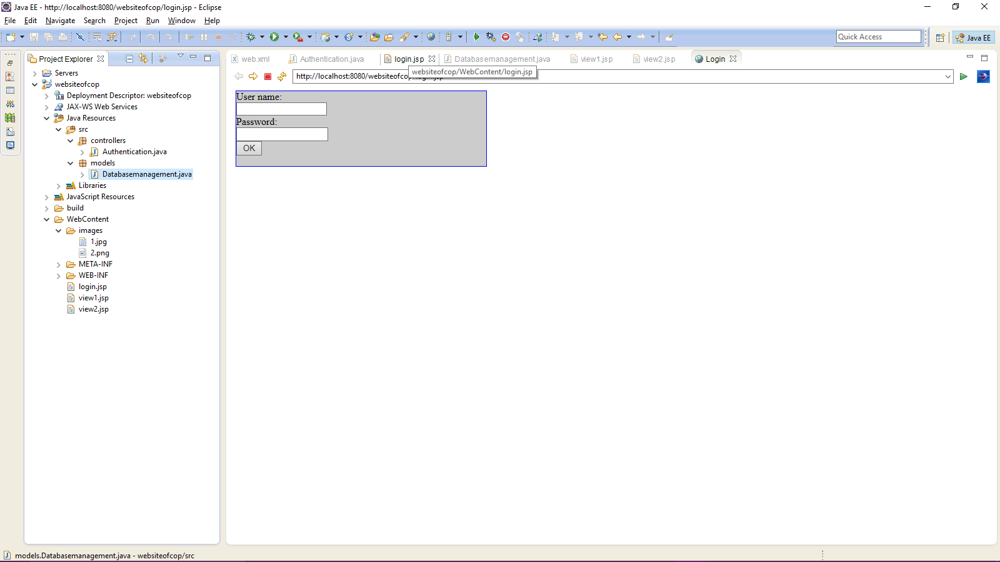 Java EE - http://localhost:8080/websiteofcop/login.jsp - Eclipse
File Edit Navigate Search Project Run Window Help
Quick Access
Java EE
Project Explorer
web.xml Authentication.java login.jsp Databasemanagement.java view1.jsp view2.jsp Login
websiteofcop/WebContent/login.jsp
http://localhost:8080/websiteofcop/login.jsp
Servers
websiteofcop
Deployment Descriptor: websiteofcop
JAX-WS Web Services
Java Resources
src
controllers
Authentication.java
models
Databasemanagement.java
Libraries
JavaScript Resources
build
WebContent
images
1.jpg
2.png
META-INF
WEB-INF
login.jsp
view1.jsp
view2.jsp
User name:
Password:
OK
models.Databasemanagement.java - websiteofcop/src